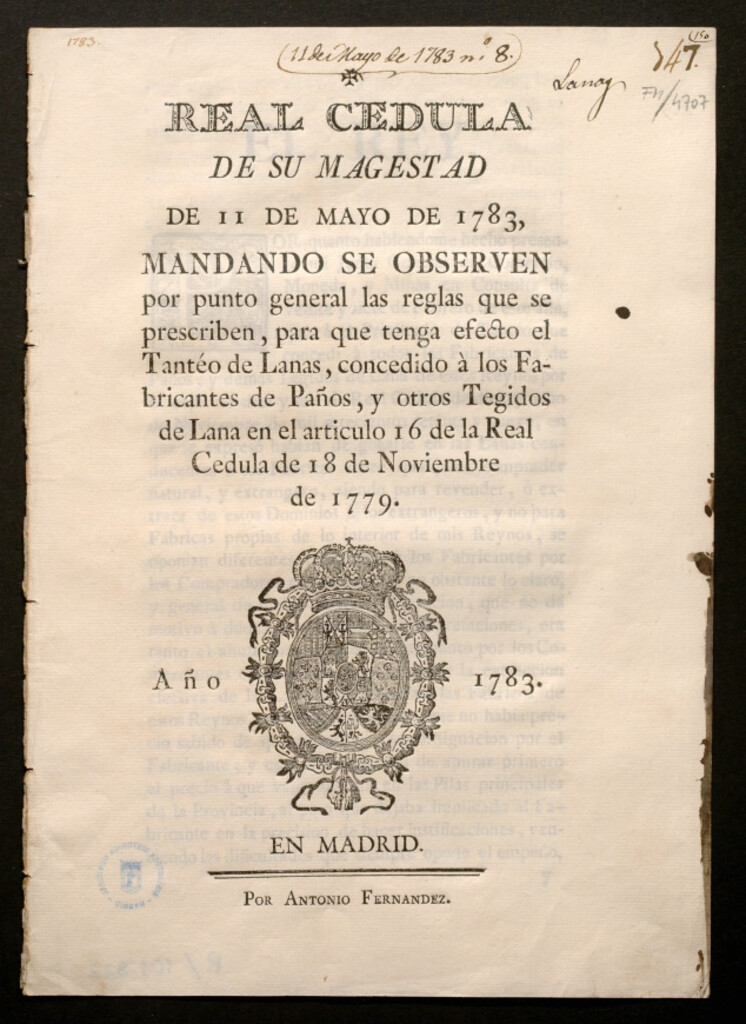 1783.
(11 de Mayo de 1783 n.º 8.)
150
347.
Lanas
FM/4707
REAL CEDULA
DE SU MAGESTAD
DE 11 DE MAYO DE 1783,
MANDANDO SE OBSERVEN
por punto general las reglas que se
prescriben, para que tenga efecto el
Tantéo de Lanas, concedido à los Fa-
bricantes de Paños, y otros Tegidos
de Lana en el articulo 16 de la Real
Cedula de 18 de Noviembre
de 1779.
Año 1783.
EN MADRID.
POR ANTONIO FERNANDEZ.